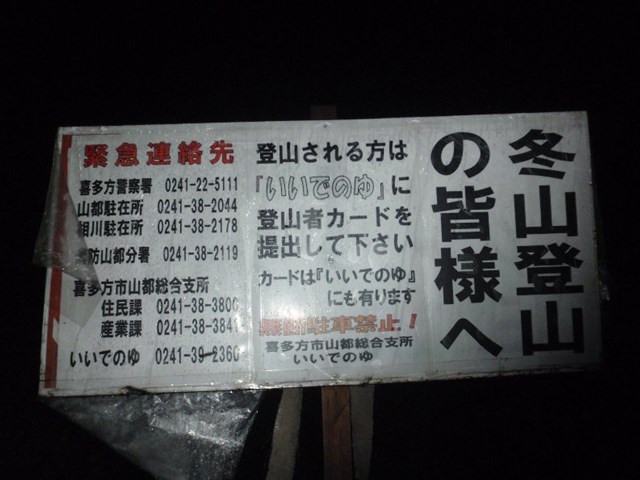 冬山登山
の皆様へ
登山される方は
『いいでのゆ』に
登山者カードを
提出して下さい
カードは『いいでのゆ』
にも有ります
無断駐車禁止！
喜多方市山都総合支所
いいでのゆ
緊急連絡先
喜多方警察署 0241-22-5111
山都駐在所 0241-38-2044
相川駐在所 0241-38-2178
防山都分署 0241-38-2119
喜多方市山都総合支所
住民課 0241-38-3800
産業課 0241-38-3841
いいでのゆ 0241-39-2360